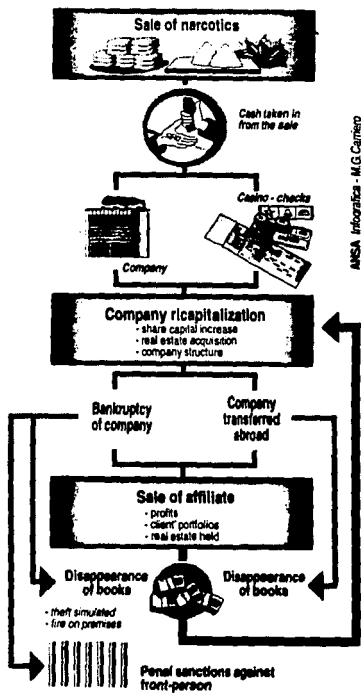 Sale of narcotics
Cash taken in
from the sale
Casino - checks
Company
ANSA Infografica - M.G. Carriero
Company ricapitalization
- share capital increase
- real estate acquisition
- company structure
Bankruptcy
of company
Company
transferred
abroad
Sale of affiliate
- profits
- client' portfolios
- real estate held
Disappearance
of books
Disappearance
of books
- theft simulated
- fire on premises
Penal sanctions against
front-person